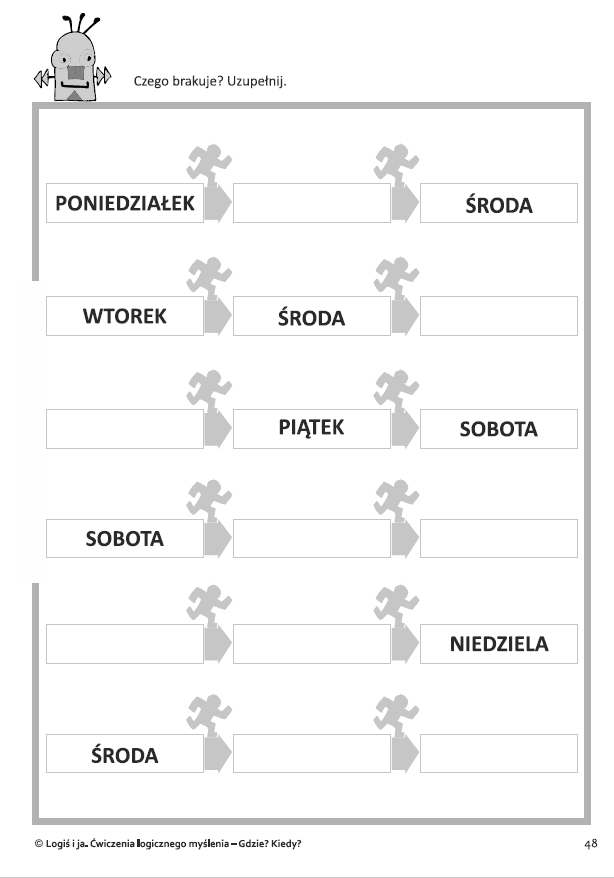 Czego brakuje? Uzupełnij.
PONIEDZIAŁEK ŚRODA
WTOREK ŚRODA
PIĄTEK SOBOTA
SOBOTA
NIEDZIELA
ŚRODA
© Logiś i ja. Ćwiczenia logicznego myślenia – Gdzie? Kiedy? 48